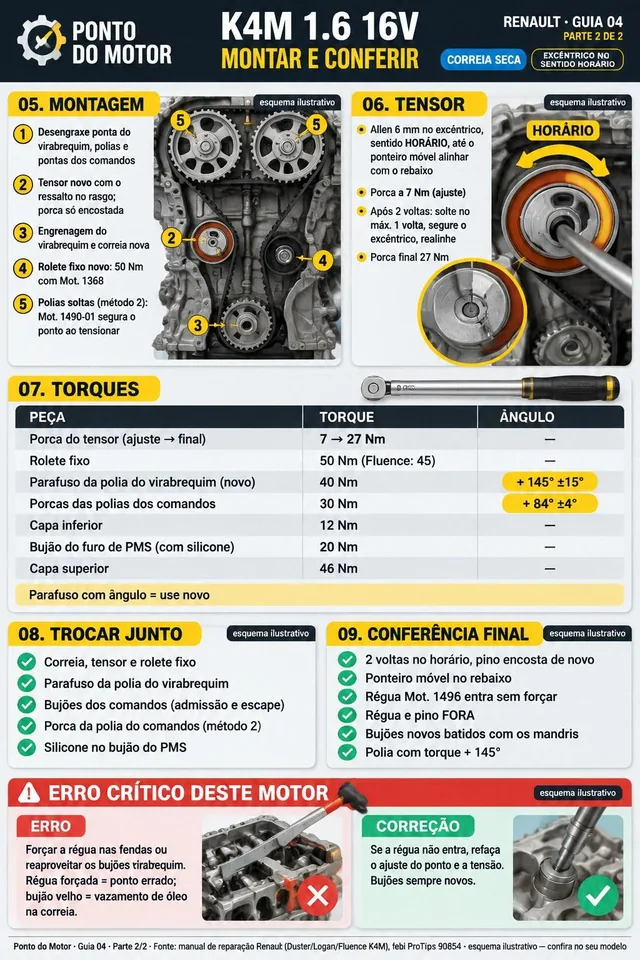 PONTO
DO MOTOR
K4M 1.6 16V
MONTAR E CONFERIR
RENAULT · GUIA 04
PARTE 2 DE 2
CORREIA SECA
EXCÊNTRICO NO
SENTIDO HORÁRIO
05. MONTAGEM
esquema ilustrativo
1 Desengraxe ponta do
virabrequim, polias e
pontas dos comandos
2 Tensor novo com o
ressalto no rasgo;
porca só encostada
3 Engrenagem do
virabrequim e correia nova
4 Rolete fixo novo: 50 Nm
com Mot. 1368
5 Polias soltas (método 2):
Mot. 1490-01 segura o
ponto ao tensionar
5
5
2
4
3
06. TENSOR
esquema ilustrativo
• Allen 6 mm no excéntrico,
sentido HORÁRIO, até o
ponteiro móvel alinhar
com o rebaixo
• Porca a 7 Nm (ajuste)
• Após 2 voltas: solte no
máx. 1 volta, segure o
excéntrico, realinhe
• Porca final 27 Nm
HORÁRIO
07. TORQUES
PEÇA TORQUE ÂNGULO
Porca do tensor (ajuste → final) 7 → 27 Nm —
Rolete fixo 50 Nm (Fluence: 45) —
Parafuso da polia do virabrequim (novo) 40 Nm + 145° ±15°
Porcas das polias dos comandos 30 Nm + 84° ±4°
Capa inferior 12 Nm —
Bujão do furo de PMS (com silicone) 20 Nm —
Capa superior 46 Nm —
Parafuso com ângulo = use novo
08. TROCAR JUNTO
esquema ilustrativo
Correia, tensor e rolete fixo
Parafuso da polia do virabrequim
Bujões dos comandos (admissão e escape)
Porca da polia do comandos (método 2)
Silicone no bujão do PMS
09. CONFERÊNCIA FINAL
esquema ilustrativo
2 voltas no horário, pino encosta de novo
Ponteiro móvel no rebaixo
Régua Mot. 1496 entra sem forçar
Régua e pino FORA
Bujões novos batidos com os mandris
Polia com torque + 145°
ERRO CRÍTICO DESTE MOTOR
esquema ilustrativo
ERRO
Forçar a régua nas fendas ou
reaproveitar os bujões tirabequim.
Régua forçada = ponto errado;
bujão velho = vazamento de óleo
na correia.
CORREÇÃO
Se a régua não entra, refaça
o ajuste do ponto e a tensão.
Bujões sempre novos.
Ponto do Motor · Guia 04 · Parte 2/2 · Fonte: manual de reparação Renault (Duster/Logan/Fluence K4M), febi ProTips 90854 · esquema ilustrativo — confira no seu modelo